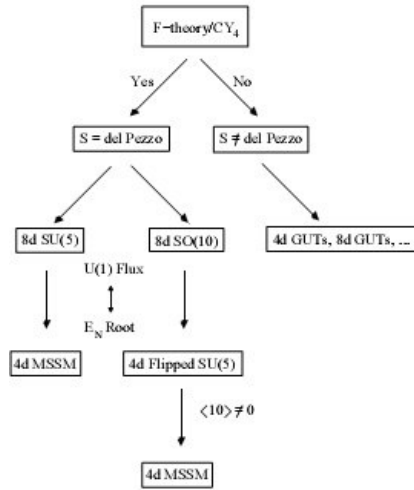 F-theory/CY₄
Yes
No
S = del Pezzo
S ≠ del Pezzo
8d SU(5)
8d SO(10)
4d GUTs, 8d GUTs, ...
U(1) Flux
E_N Root
4d MSSM
4d Flipped SU(5)
⟨10⟩ ≠ 0
4d MSSM